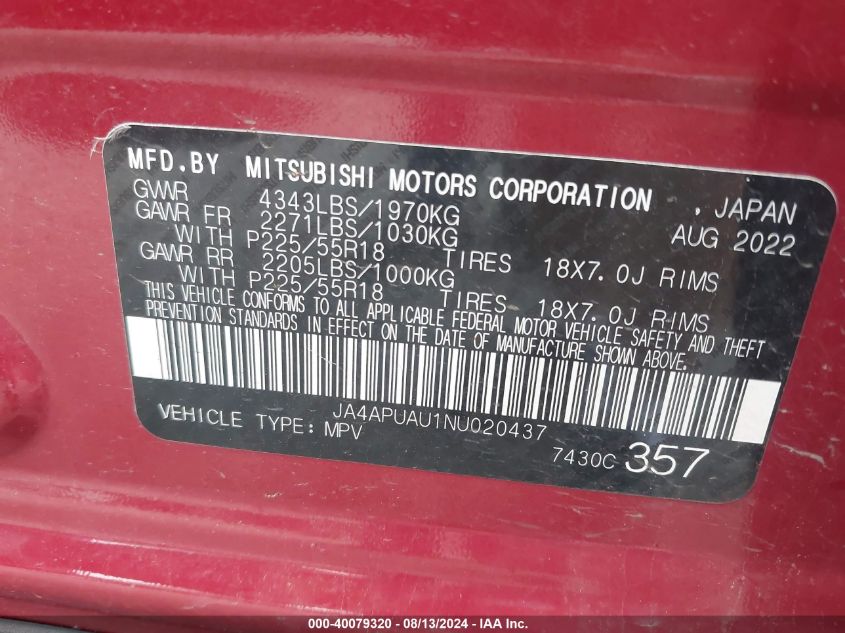 MFD.BY MITSUBISHI MOTORS CORPORATION , JAPAN
GWWR 4343LBS/1970KG AUG 2022
GAWR FR 2271LBS/1030KG
WITH P225/55R18 TIRES 18X7.0J RIMS
GAWR RR 2205LBS/1000KG
WITH P225/55R18 TIRES 18X7.0J RIMS
THIS VEHICLE CONFORMS TO ALL APPLICABLE FEDERAL MOTOR VEHICLE SAFETY AND THEFT
PREVENTION STANDARDS IN EFFECT ON THE DATE OF MANUFACTURE SHOWN ABOVE.
JA4APUAU1NU020437
VEHICLE TYPE: MPV
7430C 357
000-40079320 - 08/13/2024 - COPYRIGHT IAA, INC.